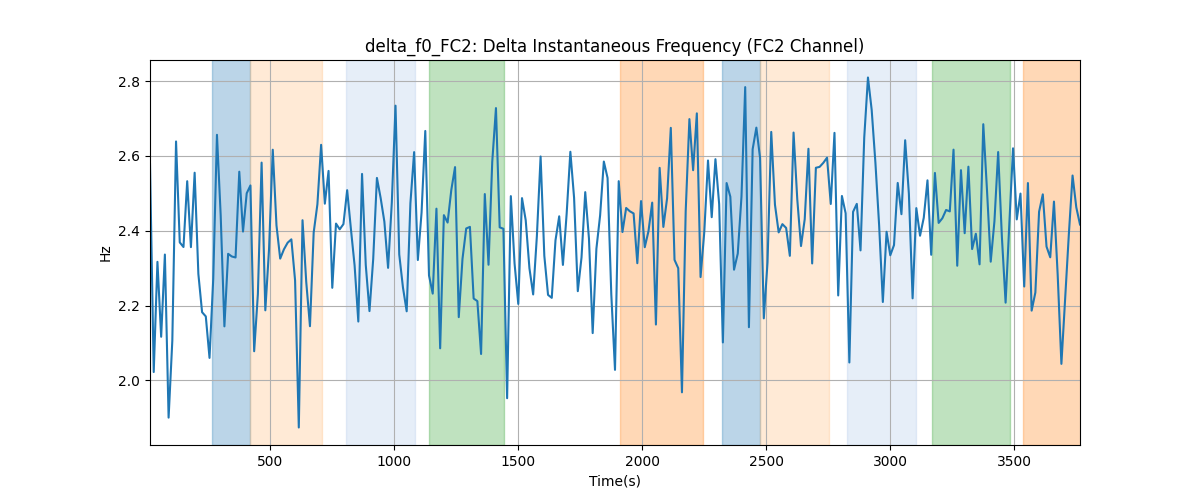 delta_f0_FC2: Delta Instantaneous Frequency (FC2 Channel)
2.8
2.6
2.4
2.2
2.0
Hz
500 1000 1500 2000 2500 3000 3500
Time(s)